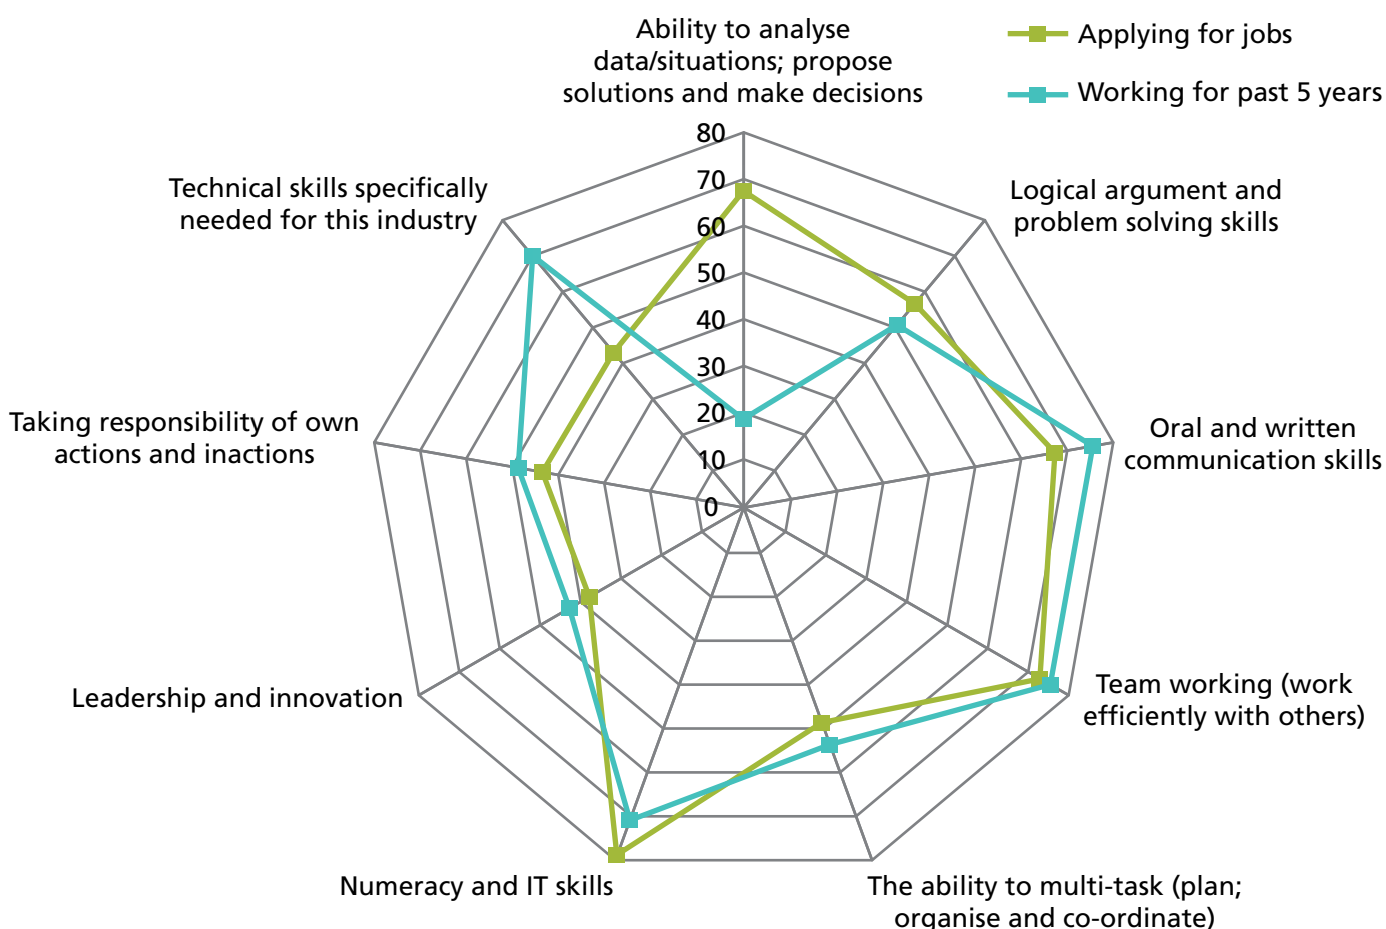 Ability to analyse
data/situations; propose
solutions and make decisions
Applying for jobs
Working for past 5 years
80
70
60
50
40
30
20
10
0
Logical argument and
problem solving skills
Oral and written
communication skills
Team working (work
efficiently with others)
The ability to multi-task (plan;
organise and co-ordinate)
Numeracy and IT skills
Leadership and innovation
Taking responsibility of own
actions and inactions
Technical skills specifically
needed for this industry